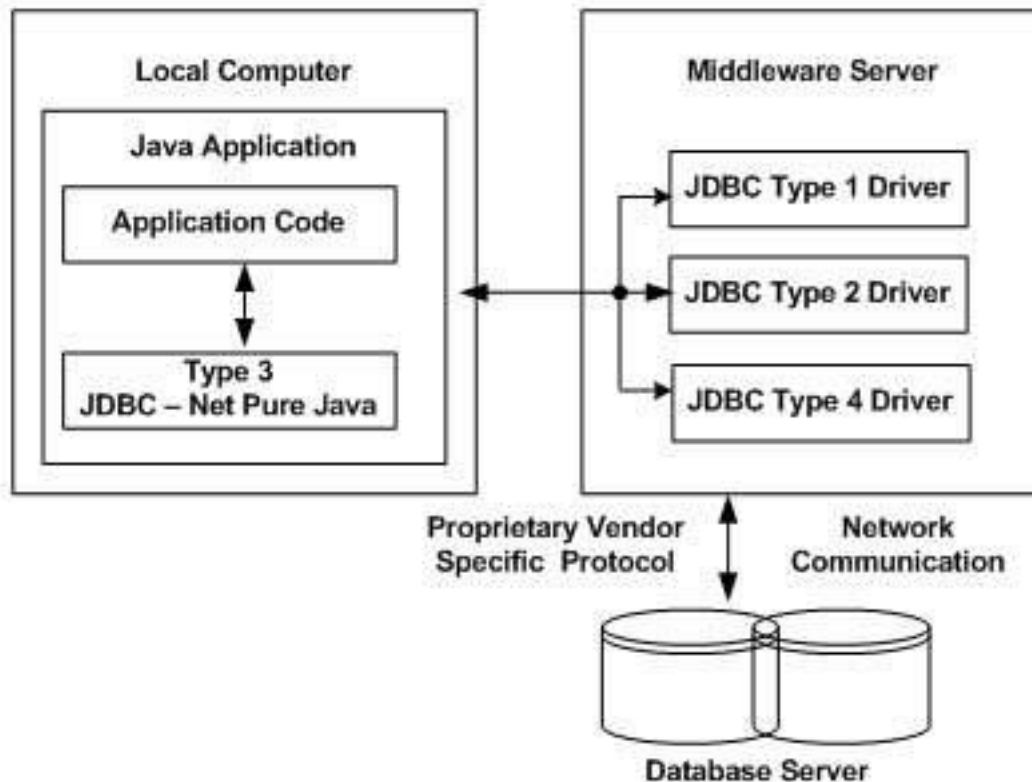 Local Computer
Java Application
Application Code
Type 3
JDBC – Net Pure Java
Middleware Server
JDBC Type 1 Driver
JDBC Type 2 Driver
JDBC Type 4 Driver
Proprietary Vendor
Specific Protocol
Network
Communication
Database Server